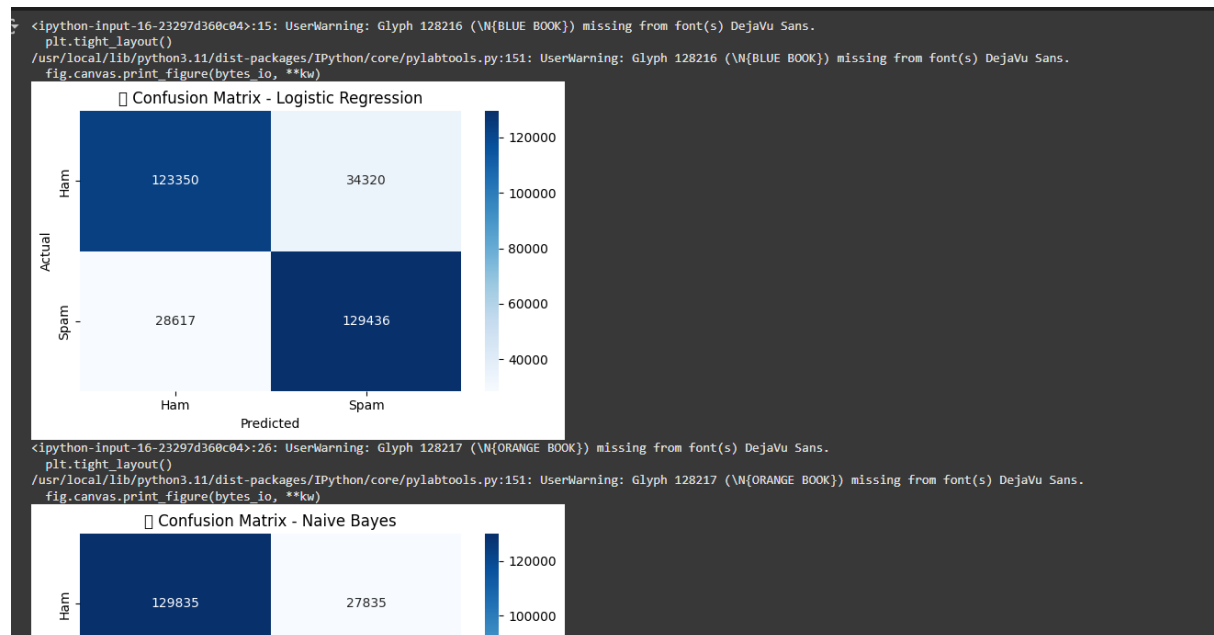 <ipython-input-16-23297d360c04>:15: UserWarning: Glyph 128216 (\N{BLUE BOOK}) missing from font(s) DejaVu Sans.
plt.tight_layout()
/usr/local/lib/python3.11/dist-packages/IPython/core/pylabtools.py:151: UserWarning: Glyph 128216 (\N{BLUE BOOK}) missing from font(s) DejaVu Sans.
fig.canvas.print_figure(bytes_io, **kw)
Confusion Matrix - Logistic Regression
120000
Ham
123350
34320
100000
Actual
80000
60000
Spam
28617
129436
40000
Ham
Spam
Predicted
<ipython-input-16-23297d360c04>:26: UserWarning: Glyph 128217 (\N{ORANGE BOOK}) missing from font(s) DejaVu Sans.
plt.tight_layout()
/usr/local/lib/python3.11/dist-packages/IPython/core/pylabtools.py:151: UserWarning: Glyph 128217 (\N{ORANGE BOOK}) missing from font(s) DejaVu Sans.
fig.canvas.print_figure(bytes_io, **kw)
Confusion Matrix - Naive Bayes
120000
Ham
129835
27835
100000